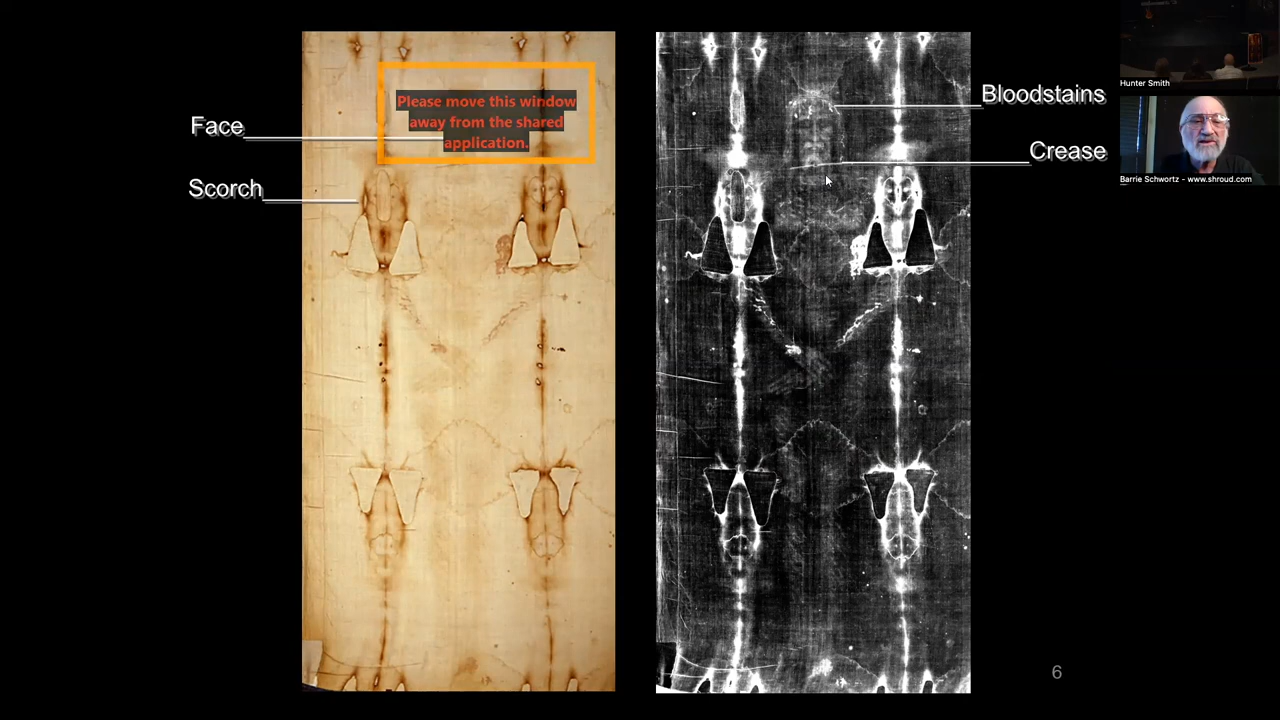 Please move this window
away from the shared
application.
Face
Scorch
Bloodstains
Crease
6
Hunter Smith
Barrie Schwortz - www.shroud.com